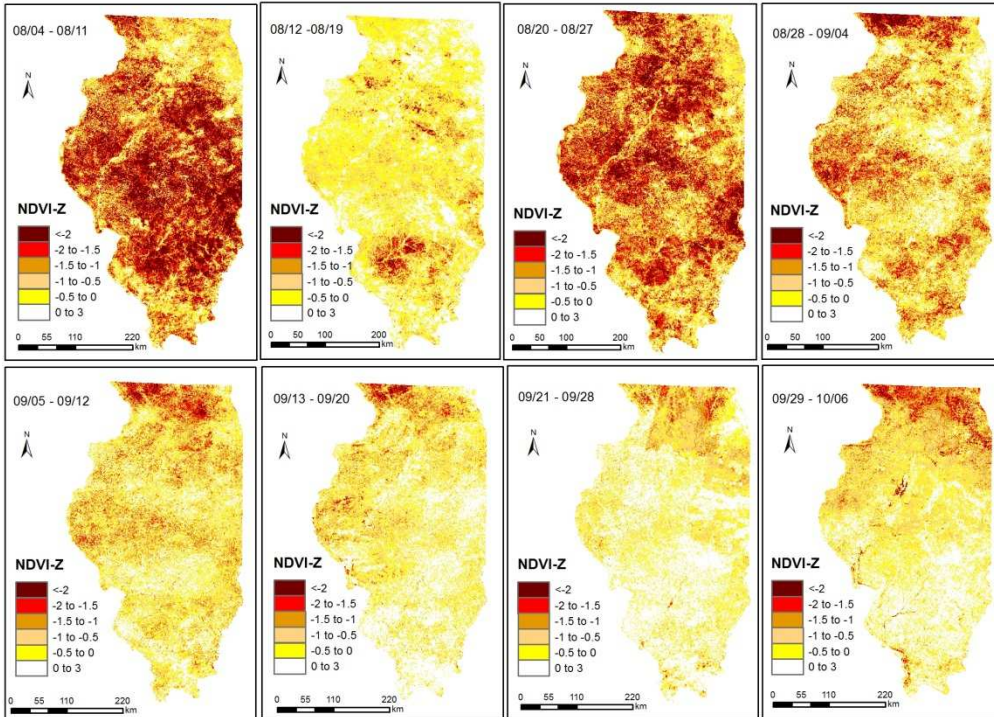 08/04 - 08/11
N
NDVI-Z
<-2
-2 to -1.5
-1.5 to -1
-1 to -0.5
-0.5 to 0
0 to 3
0 55 110 220
km
08/12 -08/19
N
NDVI-Z
<-2
-2 to -1.5
-1.5 to -1
-1 to -0.5
-0.5 to 0
0 to 3
0 50 100 200
km
08/20 - 08/27
N
NDVI-Z
<-2
-2 to -1.5
-1.5 to -1
-1 to -0.5
-0.5 to 0
0 to 3
0 50 100 200
km
08/28 - 09/04
N
NDVI-Z
<-2
-2 to -1.5
-1.5 to -1
-1 to -0.5
-0.5 to 0
0 to 3
0 50 100 200
km
09/05 - 09/12
N
NDVI-Z
<-2
-2 to -1.5
-1.5 to -1
-1 to -0.5
-0.5 to 0
0 to 3
0 55 110 220
km
09/13 - 09/20
N
NDVI-Z
<-2
-2 to -1.5
-1.5 to -1
-1 to -0.5
-0.5 to 0
0 to 3
0 55 110 220
km
09/21 - 09/28
N
NDVI-Z
<-2
-2 to -1.5
-1.5 to -1
-1 to -0.5
-0.5 to 0
0 to 3
0 55 110 220
km
09/29 - 10/06
N
NDVI-Z
<-2
-2 to -1.5
-1.5 to -1
-1 to -0.5
-0.5 to 0
0 to 3
0 55 110 220
km